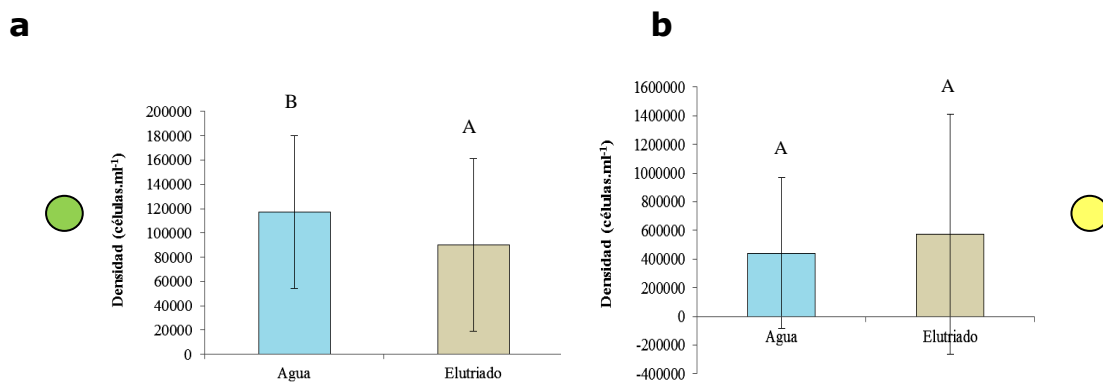 a
b
Densidad (células.ml⁻¹)
200000
180000
160000
140000
120000
100000
80000
60000
40000
20000
0
B
A
Agua
Elutriado
Densidad (células.ml⁻¹)
1600000
1400000
1200000
1000000
800000
600000
400000
200000
0
-200000
-400000
A
A
Agua
Elutriado